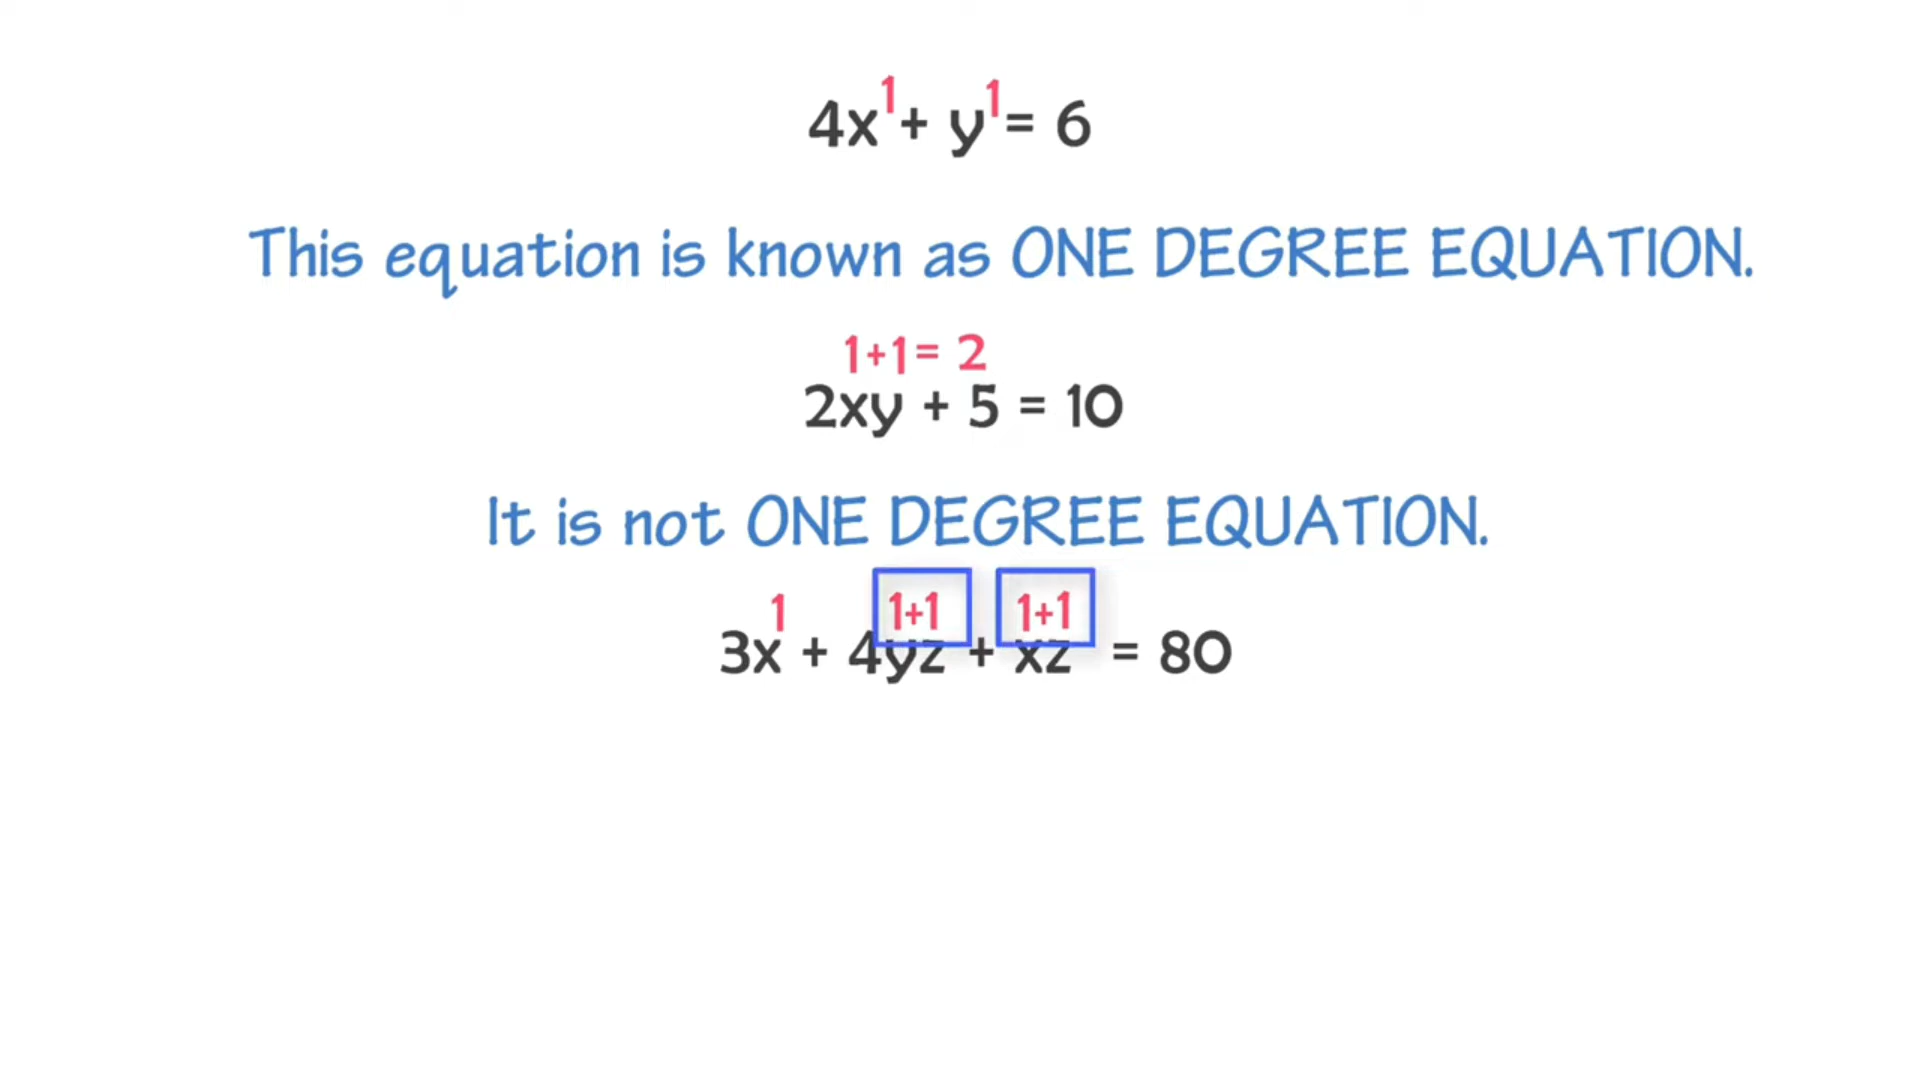 4x¹ + y¹ = 6
This equation is known as ONE DEGREE EQUATION.
1+1= 2
2xy + 5 = 10
It is not ONE DEGREE EQUATION.
1 1+1 1+1
3x + 4yz + xz = 80